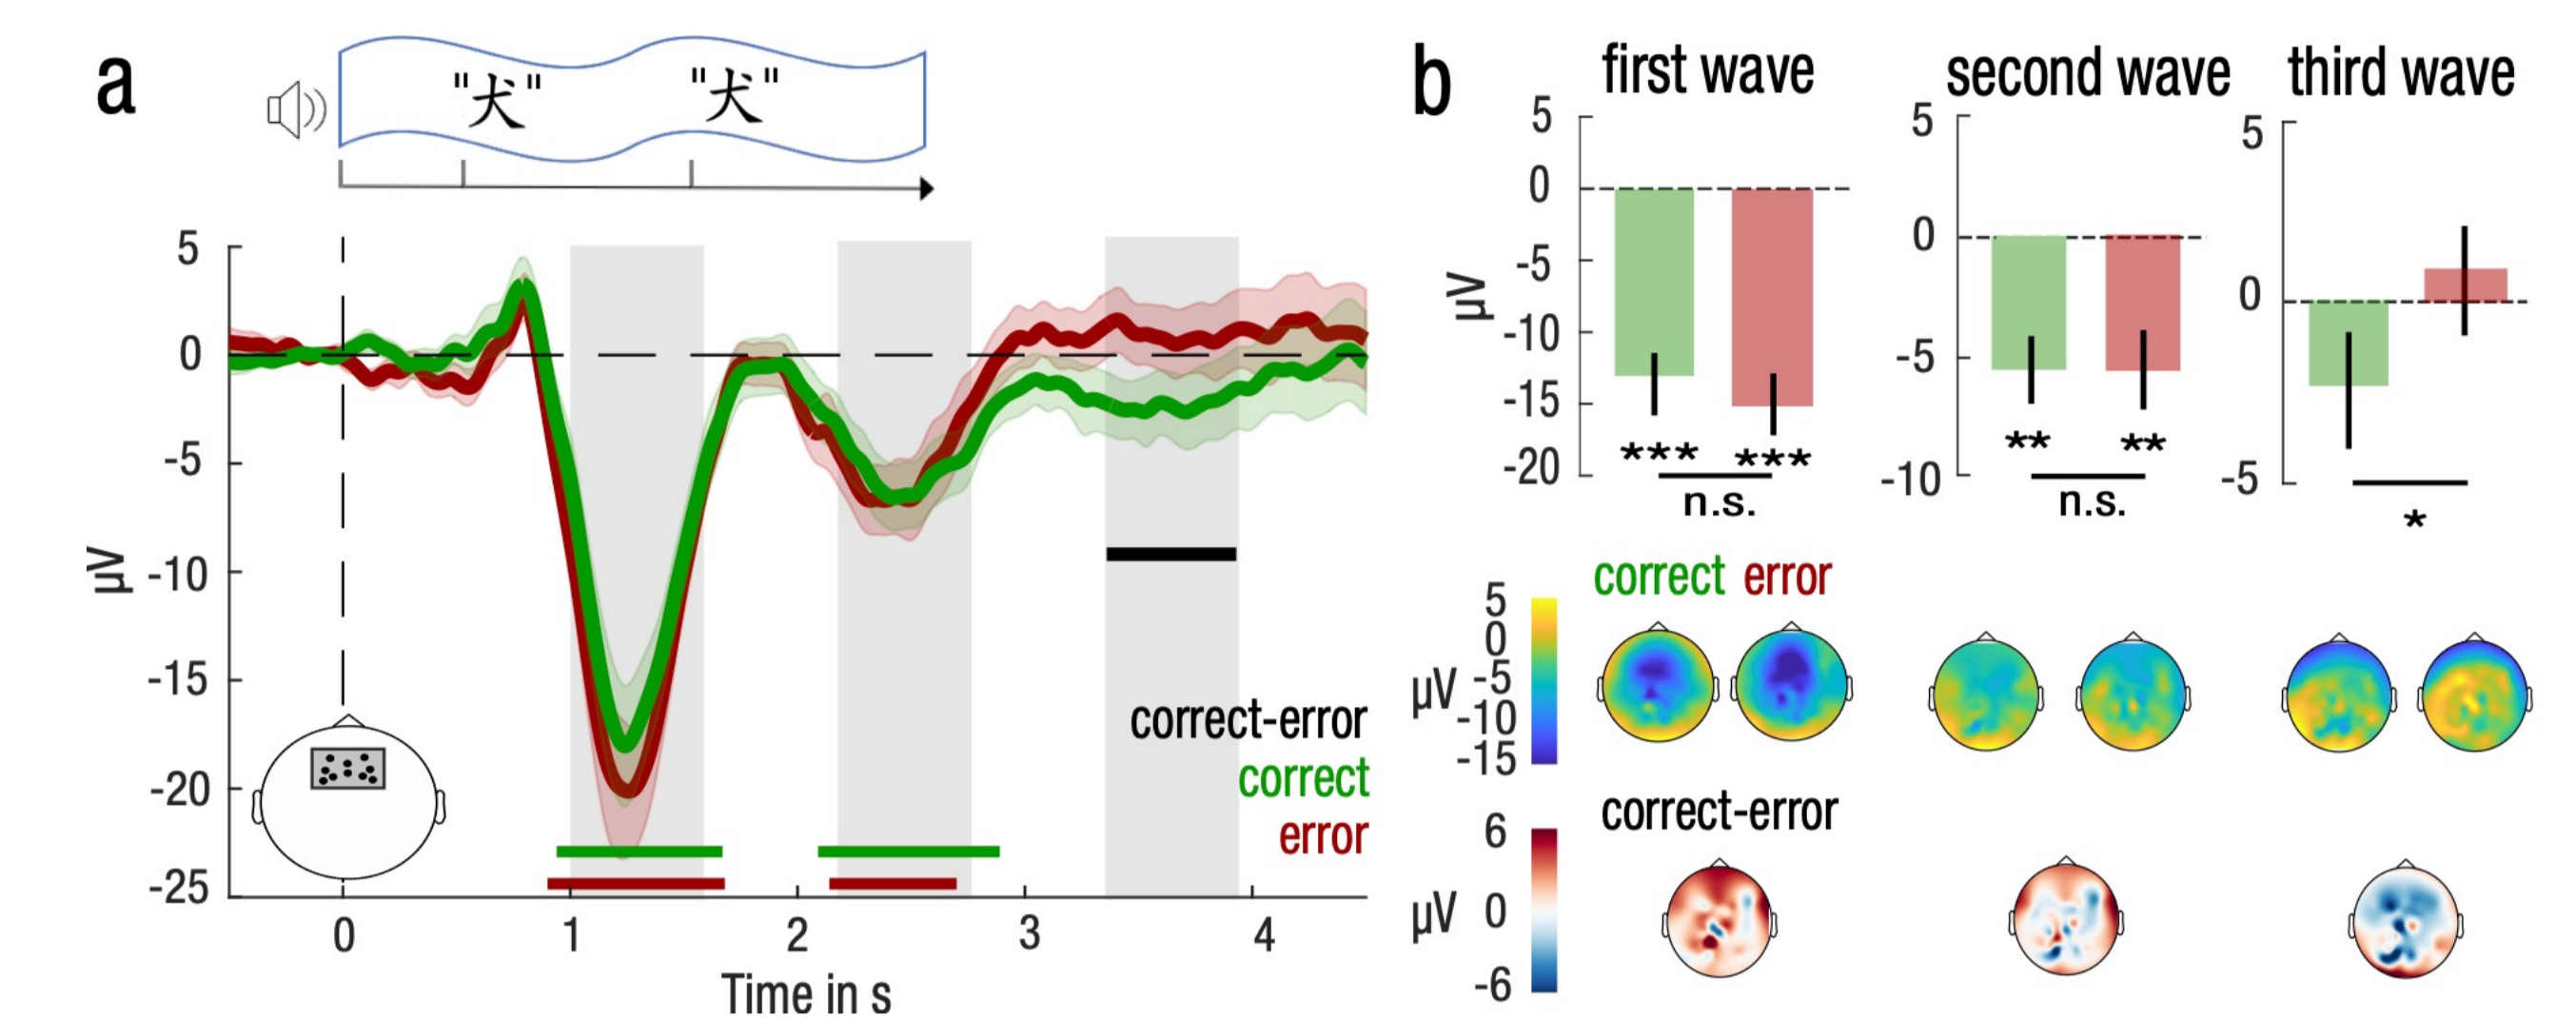 a
"犬" "犬"
5
0
-5
-10
-15
-20
-25
µV
0 1 2 3 4
Time in s
correct-error
correct
error
b
first wave second wave third wave
5
0
-5
-10
-15
-20
µV
*** ***
n.s.
5
0
-5
-10
** **
n.s.
5
0
-5
*
correct error
5
0
-5
-10
-15
µV
correct-error
6
0
-6
µV